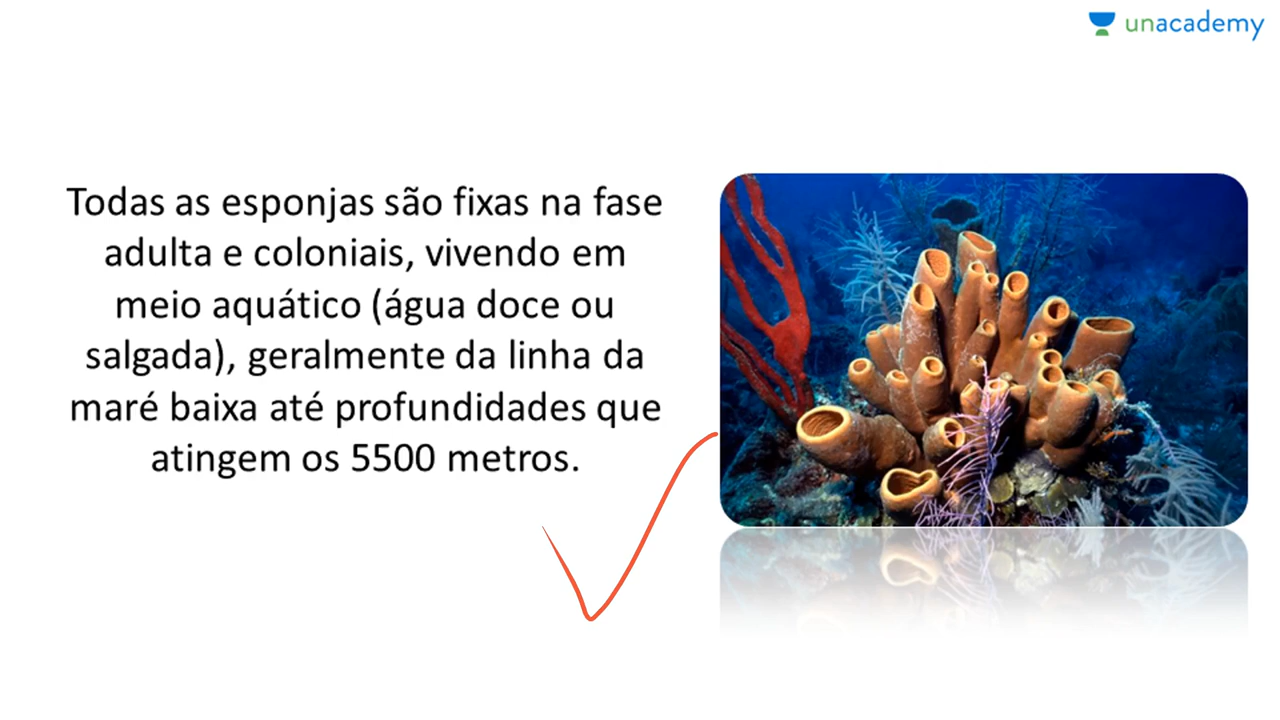 unacademy
Todas as esponjas são fixas na fase
adulta e coloniais, vivendo em
meio aquático (água doce ou
salgada), geralmente da linha da
maré baixa até profundidades que
atingem os 5500 metros.